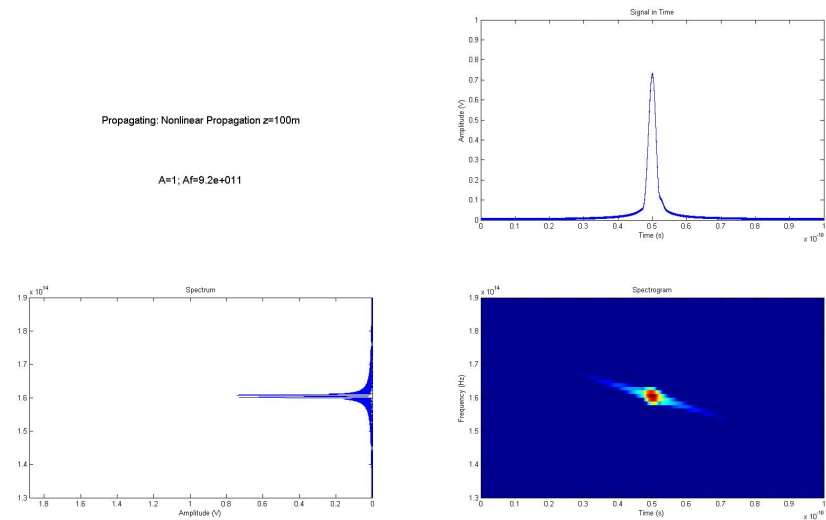 Propagating: Nonlinear Propagation z=100m
A=1; Af=9.2e+011
Signal in Time
Amplitude (V)
1
0.9
0.8
0.7
0.6
0.5
0.4
0.3
0.2
0.1
0
0 0.1 0.2 0.3 0.4 0.5 0.6 0.7 0.8 0.9 1
Time (s)
x 10^-10
Spectrum
x 10^14
1.9
1.8
1.7
1.6
1.5
1.4
1.3
1.8 1.6 1.4 1.2 1 0.8 0.6 0.4 0.2 0
Amplitude (V)
Spectrogram
x 10^14
Frequency (Hz)
1.9
1.8
1.7
1.6
1.5
1.4
1.3
0 0.1 0.2 0.3 0.4 0.5 0.6 0.7 0.8 0.9 1
Time (s)
x 10^-10